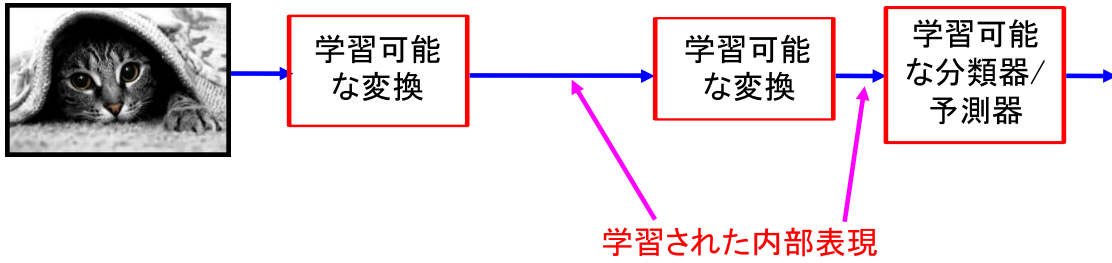 学習可能
な変換
学習可能
な変換
学習可能
な分類器/
予測器
学習された内部表現